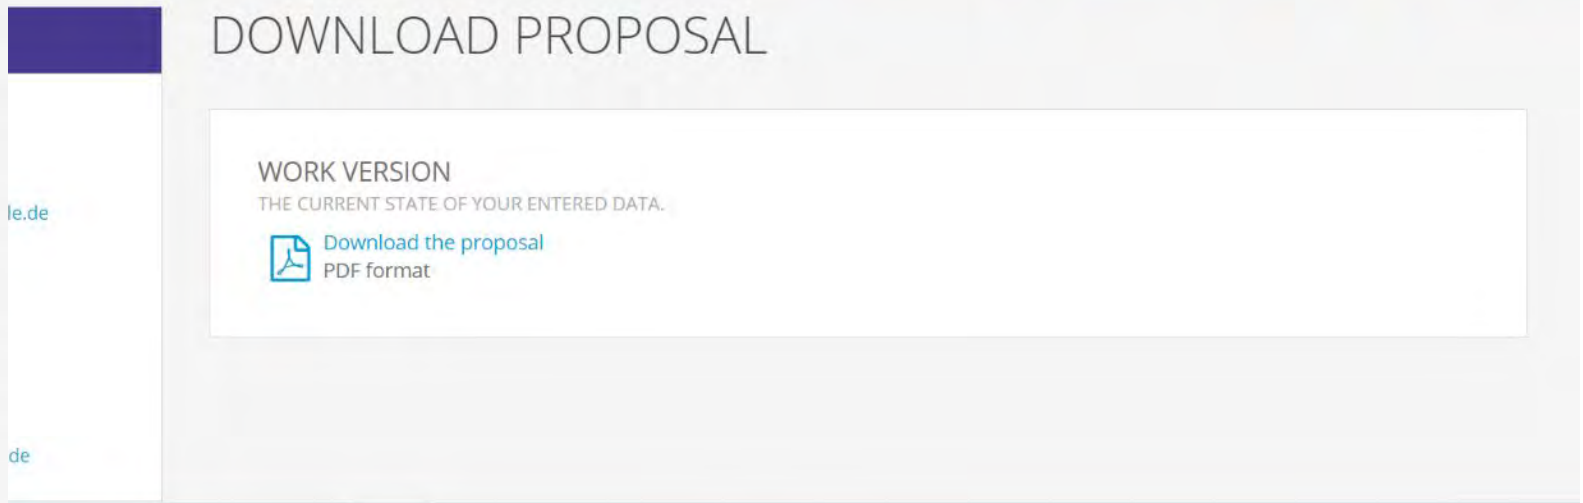 DOWNLOAD PROPOSAL
WORK VERSION
THE CURRENT STATE OF YOUR ENTERED DATA.
le.de
Download the proposal
PDF format
de